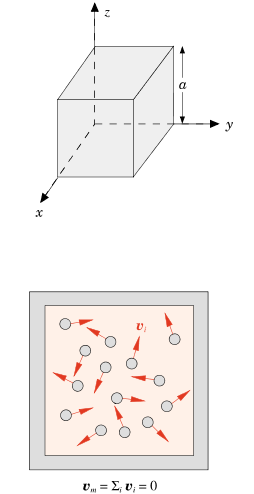 z
a
y
x
v_i
v_m = Σ_i v_i = 0